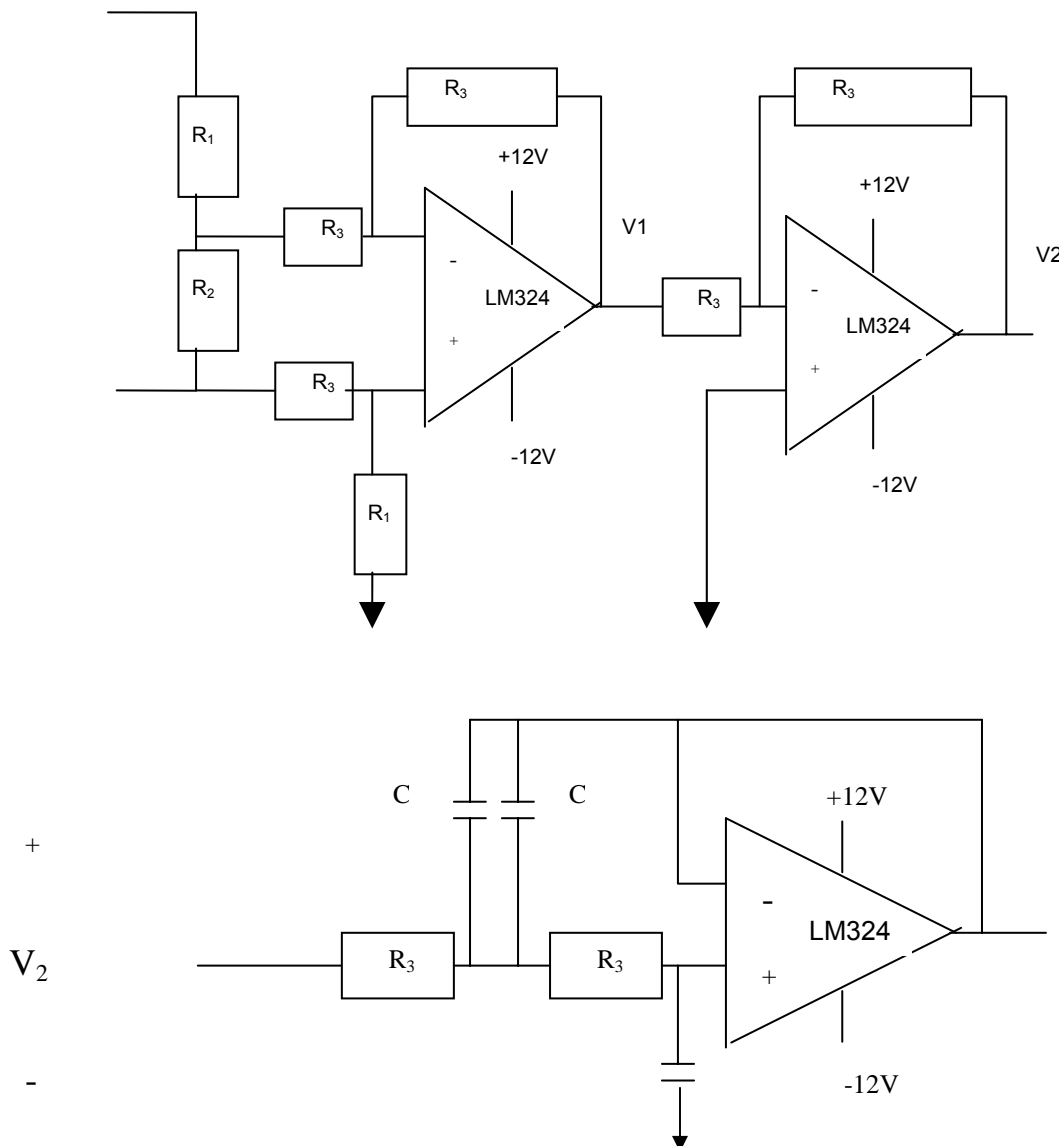 R₃
R₃
R₁
+12V
+12V
R₃
V1
V2
-
R₂
LM324
R₃
-
LM324
+
R₃
+
-12V
-12V
R₁
C
C
+12V
+
-
LM324
R₃
R₃
V₂
+
-12V
-